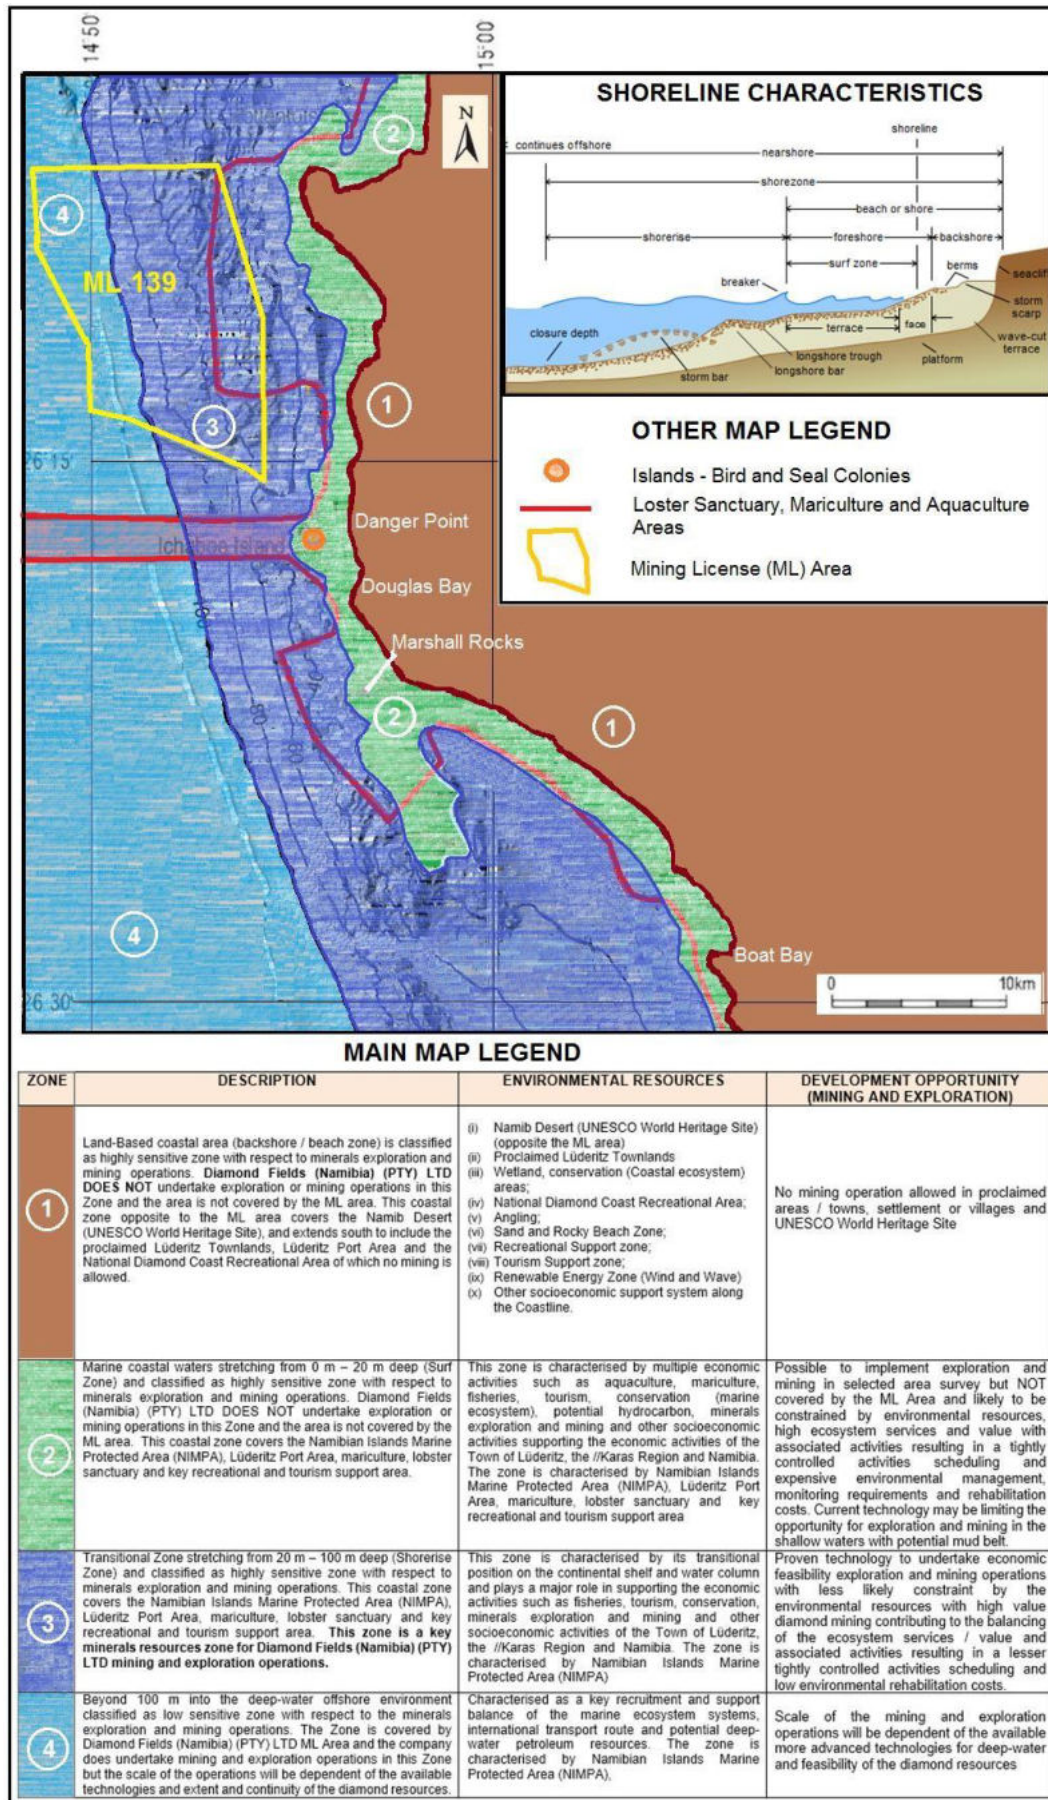 14°50'
15°00'
N
2
4
ML 139
3
1
26 15'
Danger Point
Ichaboe Island
Douglas Bay
Marshall Rocks
40
80
2
1
4
Boat Bay
26 30'
0 10km
SHORELINE CHARACTERISTICS
shoreline
continues offshore
nearshore
shorezone
beach or shore
shorerise
foreshore
backshore
surf zone
breaker
berms
seacliff
storm
scarp
closure depth
terrace
face
wave-cut
terrace
longshore trough
platform
storm bar
longshore bar
OTHER MAP LEGEND
Islands - Bird and Seal Colonies
Loster Sanctuary, Mariculture and Aquaculture
Areas
Mining License (ML) Area
MAIN MAP LEGEND
ZONE
DESCRIPTION
ENVIRONMENTAL RESOURCES
DEVELOPMENT OPPORTUNITY
(MINING AND EXPLORATION)
1
Land-Based coastal area (backshore / beach zone) is classified
as highly sensitive zone with respect to minerals exploration and
mining operations. Diamond Fields (Namibia) (PTY) LTD
DOES NOT undertake exploration or mining operations in this
Zone and the area is not covered by the ML area. This coastal
zone opposite to the ML area covers the Namib Desert
(UNESCO World Heritage Site), and extends south to include the
proclaimed Lüderitz Townlands, Lüderitz Port Area and the
National Diamond Coast Recreational Area of which no mining is
allowed.
(i) Namib Desert (UNESCO World Heritage Site)
(opposite the ML area)
(ii) Proclaimed Lüderitz Townlands
(iii) Wetland, conservation (Coastal ecosystem)
areas;
(iv) National Diamond Coast Recreational Area;
(v) Angling;
(vi) Sand and Rocky Beach Zone;
(vii) Recreational Support zone;
(viii) Tourism Support zone;
(ix) Renewable Energy Zone (Wind and Wave)
(x) Other socioeconomic support system along
the Coastline.
No mining operation allowed in proclaimed
areas / towns, settlement or villages and
UNESCO World Heritage Site
2
Marine coastal waters stretching from 0 m – 20 m deep (Surf
Zone) and classified as highly sensitive zone with respect to
minerals exploration and mining operations. Diamond Fields
(Namibia) (PTY) LTD DOES NOT undertake exploration or
mining operations in this Zone and the area is not covered by the
ML area. This coastal zone covers the Namibian Islands Marine
Protected Area (NIMPA), Lüderitz Port Area, mariculture, lobster
sanctuary and key recreational and tourism support area.
This zone is characterised by multiple economic
activities such as aquaculture, mariculture,
fisheries, tourism, conservation (marine
ecosystem), potential hydrocarbon, minerals
exploration and mining and other socioeconomic
activities supporting the economic activities of the
Town of Lüderitz, the //Karas Region and Namibia.
The zone is characterised by Namibian Islands
Marine Protected Area (NIMPA), Lüderitz Port
Area, mariculture, lobster sanctuary and key
recreational and tourism support area
Possible to implement exploration and
mining in selected area survey but NOT
covered by the ML Area and likely to be
constrained by environmental resources,
high ecosystem services and value with
associated activities resulting in a tightly
controlled activities scheduling and
expensive environmental management,
monitoring requirements and rehabilitation
costs. Current technology may be limiting the
opportunity for exploration and mining in the
shallow waters with potential mud belt.
3
Transitional Zone stretching from 20 m – 100 m deep (Shorerise
Zone) and classified as highly sensitive zone with respect to
minerals exploration and mining operations. This coastal zone
covers the Namibian Islands Marine Protected Area (NIMPA),
Lüderitz Port Area, mariculture, lobster sanctuary and key
recreational and tourism support area. This zone is a key
minerals resources zone for Diamond Fields (Namibia) (PTY)
LTD mining and exploration operations.
This zone is characterised by its transitional
position on the continental shelf and water column
and plays a major role in supporting the economic
activities such as fisheries, tourism, conservation,
minerals exploration and mining and other
socioeconomic activities of the Town of Lüderitz,
the //Karas Region and Namibia. The zone is
characterised by Namibian Islands Marine
Protected Area (NIMPA)
Proven technology to undertake economic
feasibility exploration and mining operations
with less likely constraint by the
environmental resources with high value
diamond mining contributing to the balancing
of the ecosystem services / value and
associated activities resulting in a lesser
tightly controlled activities scheduling and
low environmental rehabilitation costs.
4
Beyond 100 m into the deep-water offshore environment
classified as low sensitive zone with respect to the minerals
exploration and mining operations. The Zone is covered by
Diamond Fields (Namibia) (PTY) LTD ML Area and the company
does undertake mining and exploration operations in this Zone
but the scale of the operations will be dependent of the available
technologies and extent and continuity of the diamond resources.
Characterised as a key recruitment and support
balance of the marine ecosystem systems,
international transport route and potential deep-
water petroleum resources. The zone is
characterised by Namibian Islands Marine
Protected Area (NIMPA),
Scale of the mining and exploration
operations will be dependent of the available
more advanced technologies for deep-water
and feasibility of the diamond resources